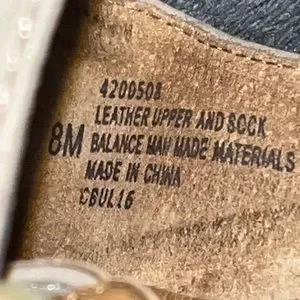 4200508
LEATHER UPPER AND SOCK
8M BALANCE MAN MADE MATERIALS
MADE IN CHINA
CBUL16